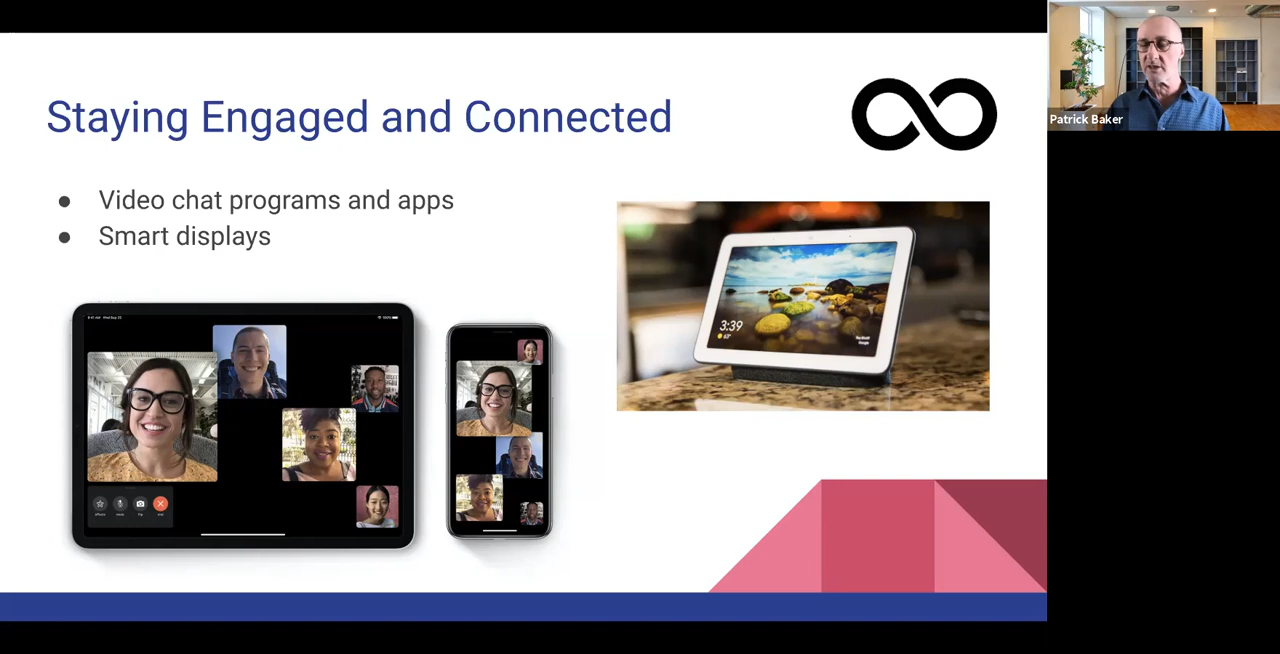 Staying Engaged and Connected
● Video chat programs and apps
● Smart displays
3:39
Patrick Baker